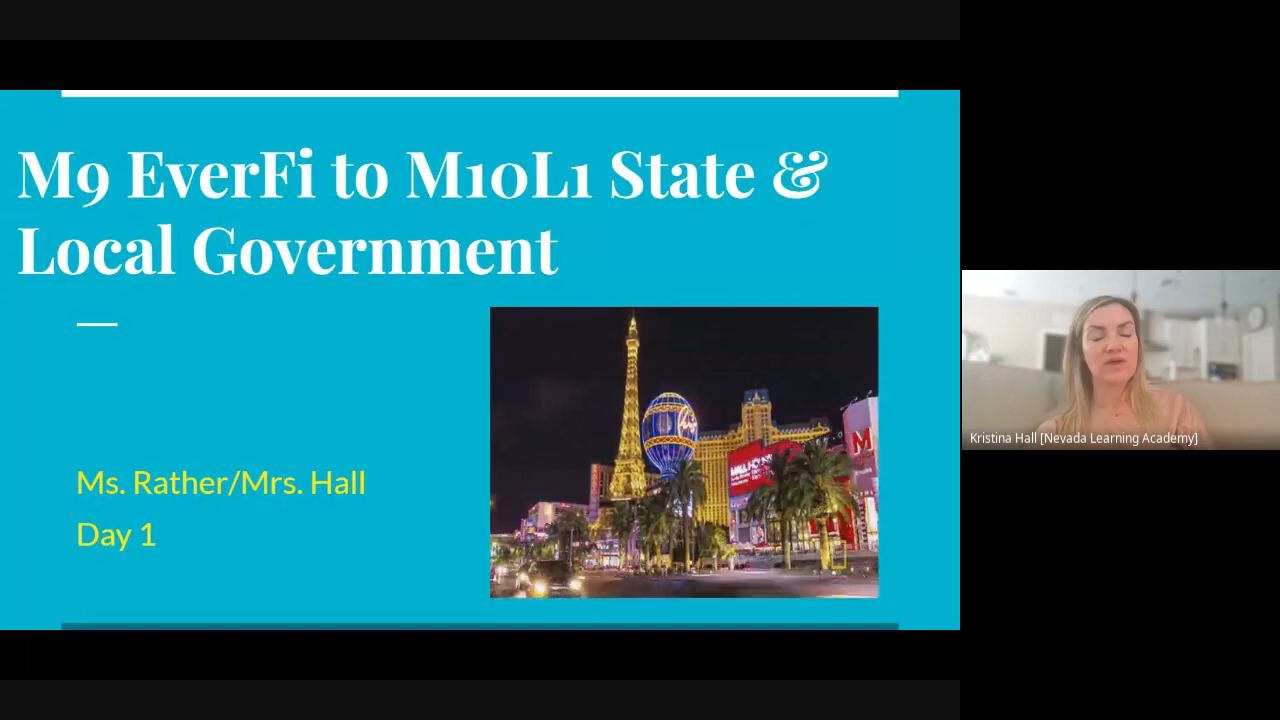 M9 EverFi to M10L1 State &
Local Government
Ms. Rather/Mrs. Hall
Day 1
M
Kristina Hall [Nevada Learning Academy]